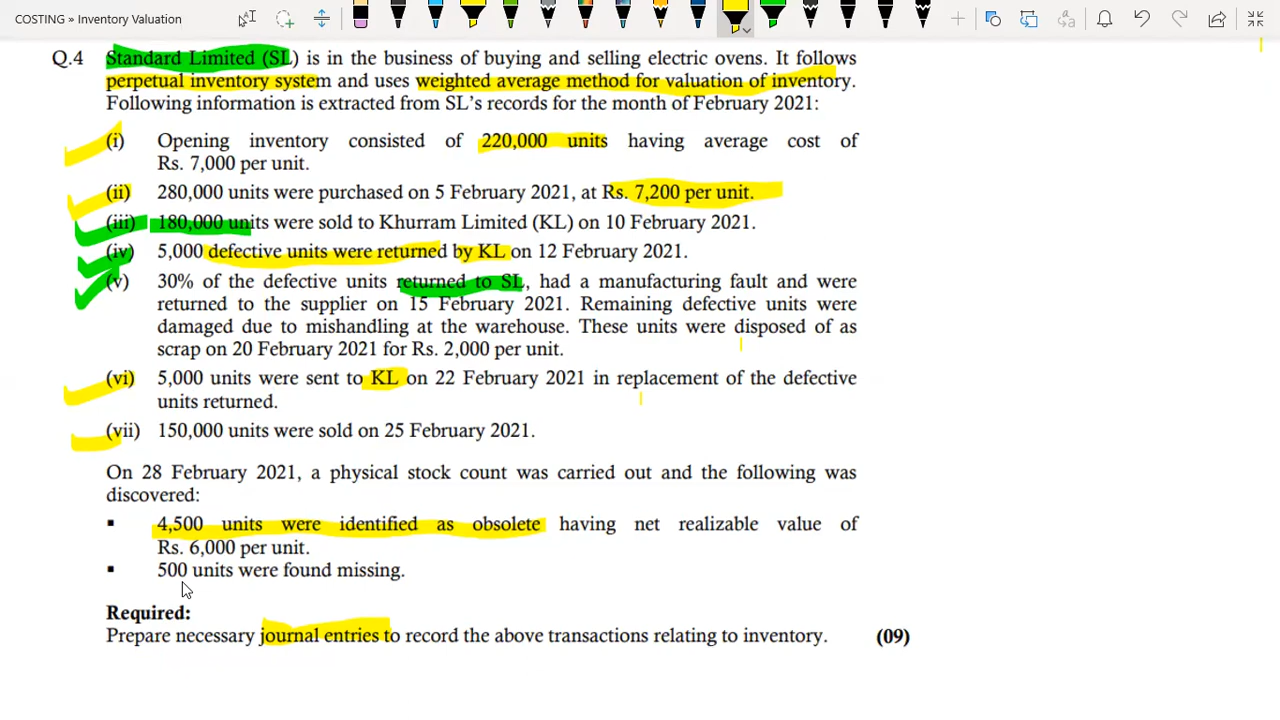 COSTING » Inventory Valuation
Q.4 Standard Limited (SL) is in the business of buying and selling electric ovens. It follows
perpetual inventory system and uses weighted average method for valuation of inventory.
Following information is extracted from SL's records for the month of February 2021:
(i) Opening inventory consisted of 220,000 units having average cost of
Rs. 7,000 per unit.
(ii) 280,000 units were purchased on 5 February 2021, at Rs. 7,200 per unit.
(iii) 180,000 units were sold to Khurram Limited (KL) on 10 February 2021.
(iv) 5,000 defective units were returned by KL on 12 February 2021.
(v) 30% of the defective units returned to SL, had a manufacturing fault and were
returned to the supplier on 15 February 2021. Remaining defective units were
damaged due to mishandling at the warehouse. These units were disposed of as
scrap on 20 February 2021 for Rs. 2,000 per unit.
(vi) 5,000 units were sent to KL on 22 February 2021 in replacement of the defective
units returned.
(vii) 150,000 units were sold on 25 February 2021.
On 28 February 2021, a physical stock count was carried out and the following was
discovered:
▪ 4,500 units were identified as obsolete having net realizable value of
Rs. 6,000 per unit.
▪ 500 units were found missing.
Required:
Prepare necessary journal entries to record the above transactions relating to inventory. (09)